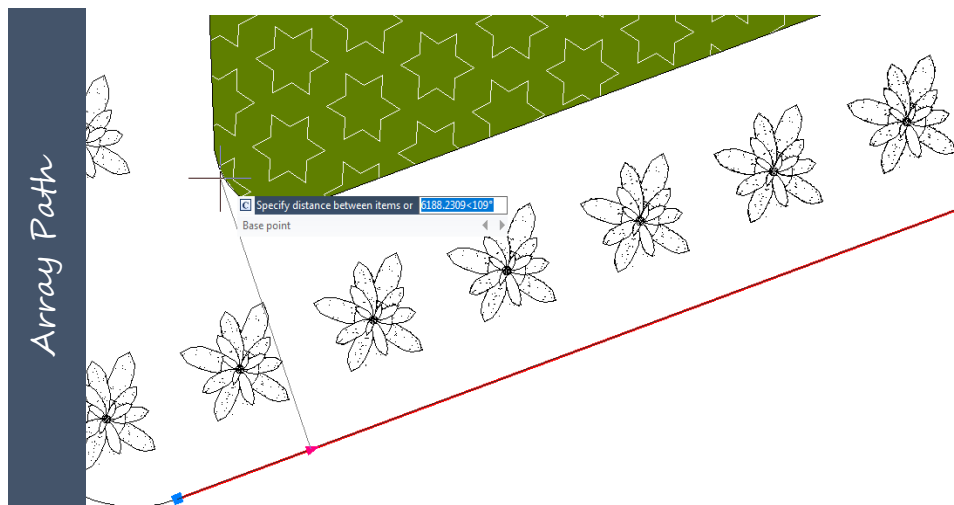 Array Path
Specify distance between items or 6188.2309<109°
Base point